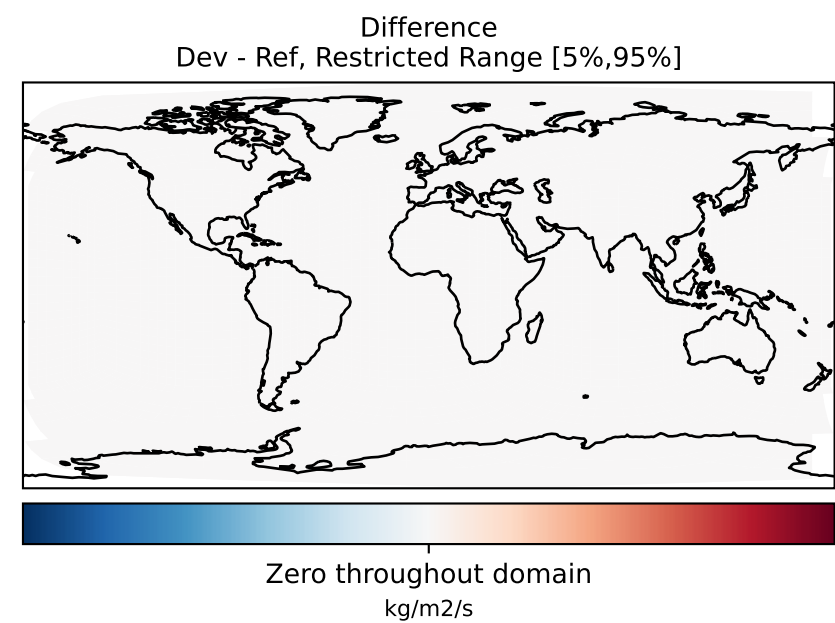 Difference
Dev - Ref, Restricted Range [5%,95%]
Zero throughout domain
kg/m2/s